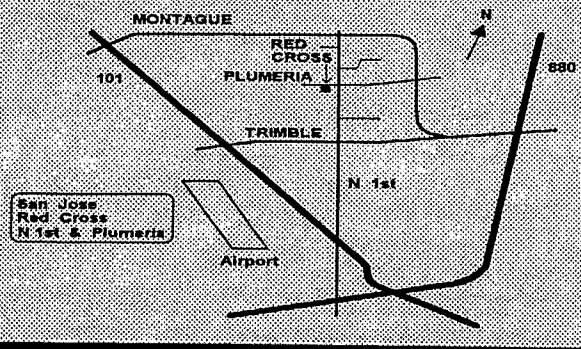 MONTAGUE
N
RED
CROSS
880
101
PLUMERIA
TRIMBLE
N 1st
San Jose
Red Cross
N 1st & Plumeria
Airport